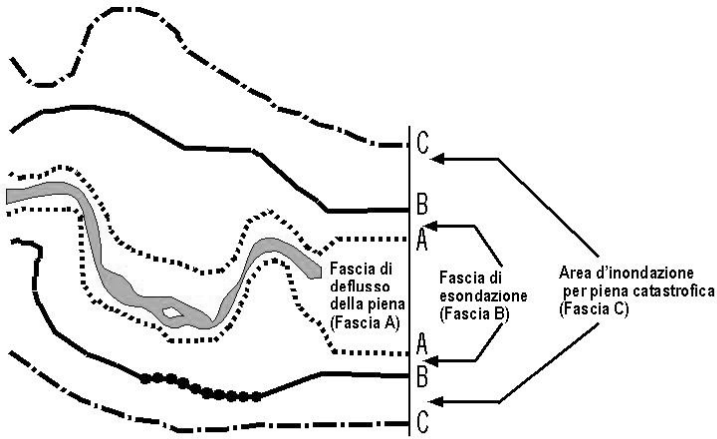 C
B
A
Fascia di
deflusso
della piena
(Fascia A)
Fascia di
esondazione
(Fascia B)
Area d'inondazione
per piena catastrofica
(Fascia C)
A
B
C